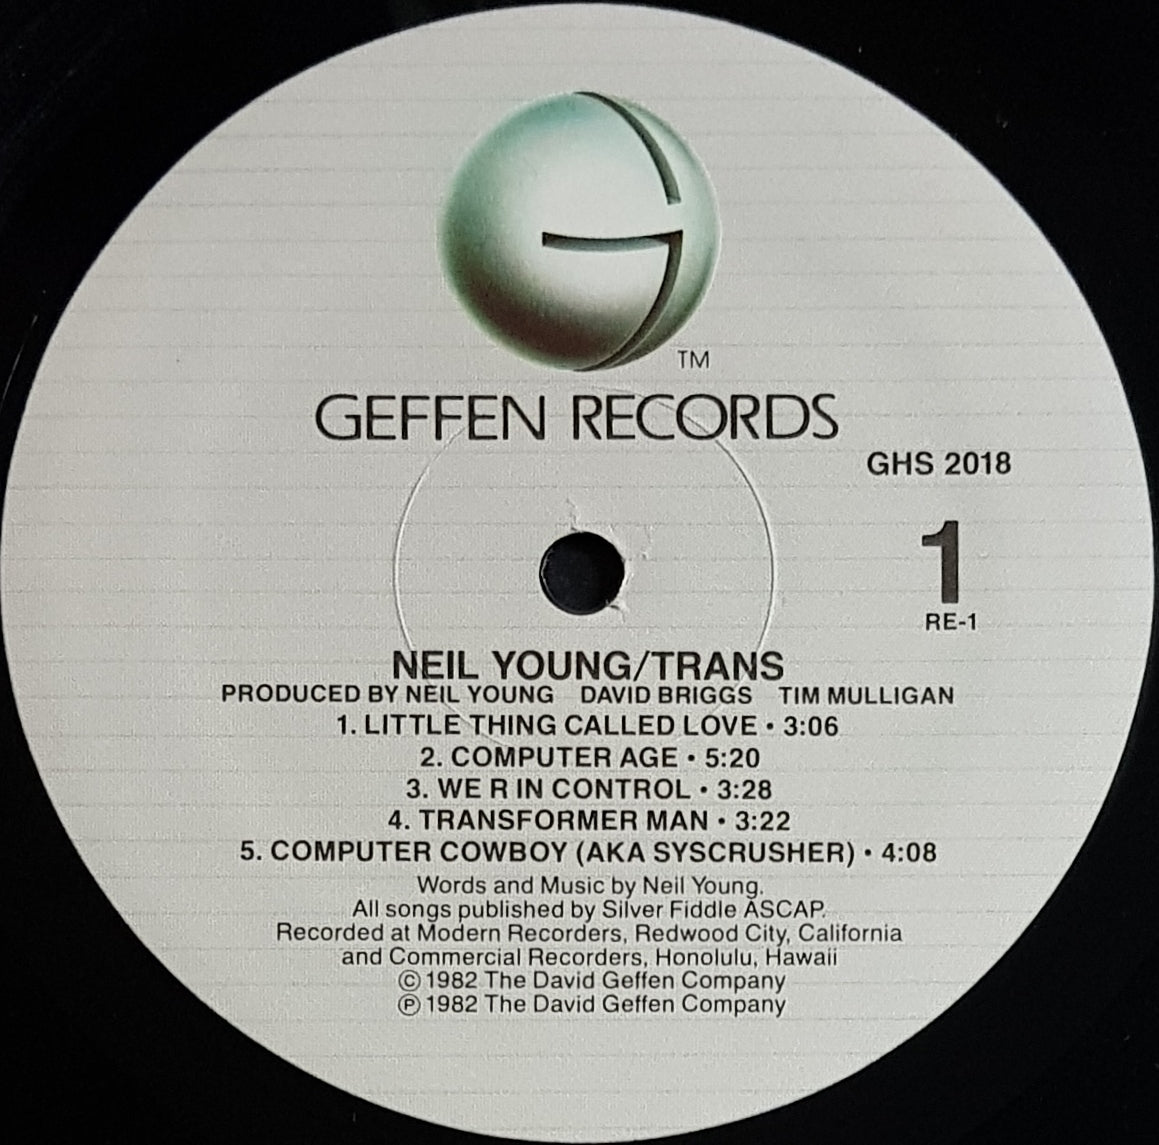 TM
GEFFEN RECORDS
GHS 2018
1
RE-1
NEIL YOUNG/TRANS
PRODUCED BY NEIL YOUNG DAVID BRIGGS TIM MULLIGAN
1. LITTLE THING CALLED LOVE • 3:06
2. COMPUTER AGE • 5:20
3. WE R IN CONTROL • 3:28
4. TRANSFORMER MAN • 3:22
5. COMPUTER COWBOY (AKA SYSCRUSHER) • 4:08
Words and Music by Neil Young.
All songs published by Silver Fiddle ASCAP.
Recorded at Modern Recorders, Redwood City, California
and Commercial Recorders, Honolulu, Hawaii
© 1982 The David Geffen Company
℗ 1982 The David Geffen Company